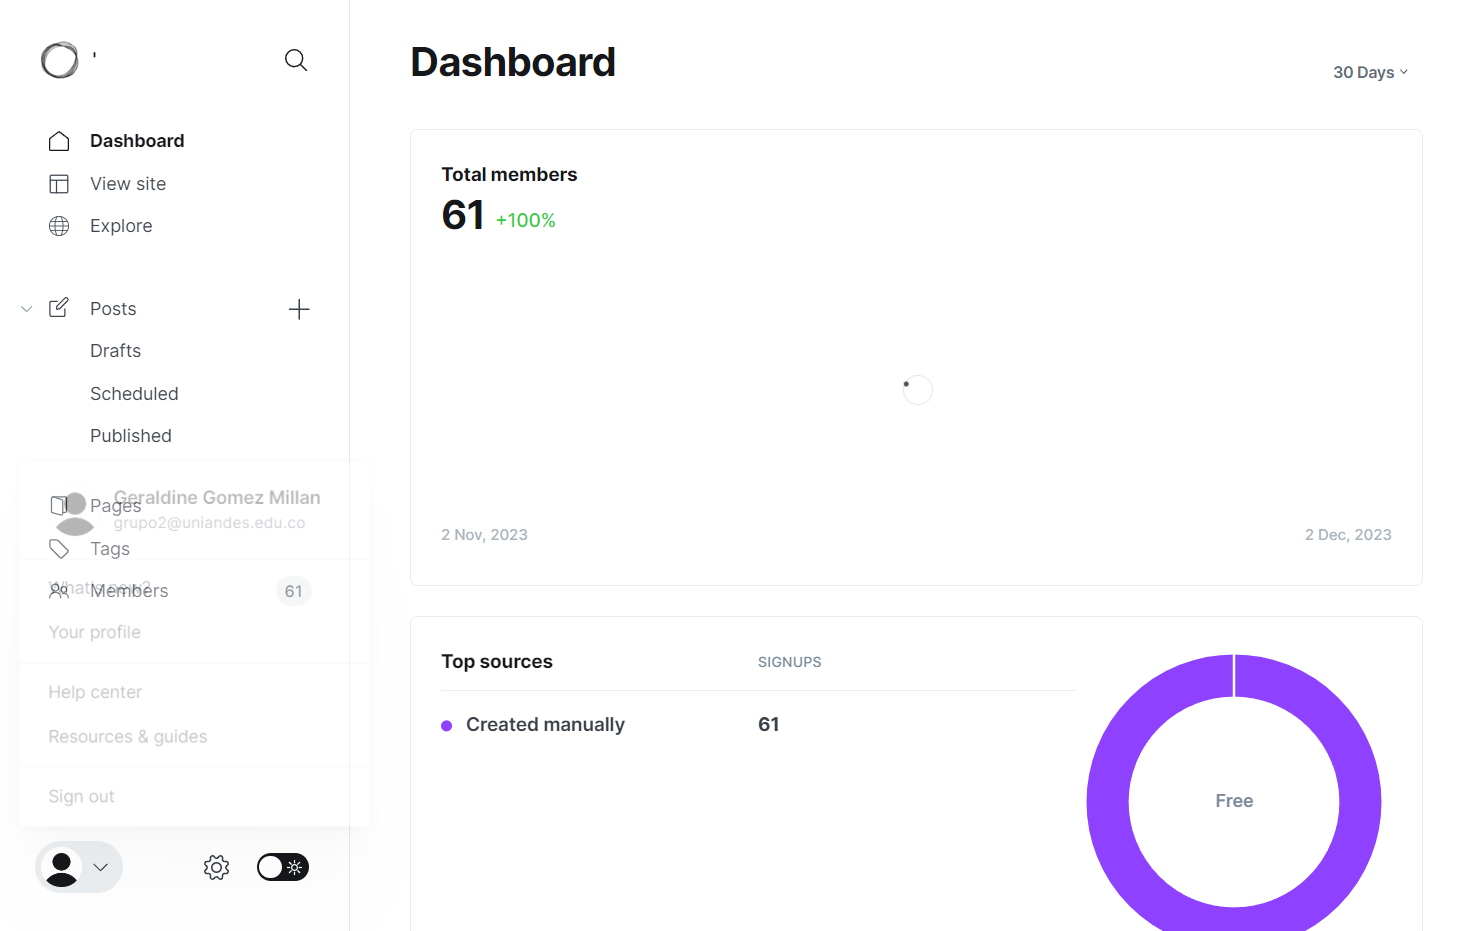 '
Dashboard
View site
Explore
Posts
Drafts
Scheduled
Published
Geraldine Gomez Millan
Pages
grupo2@uniandes.edu.co
Tags
What's new?
Members
61
Your profile
Help center
Resources & guides
Sign out
Dashboard
30 Days
Total members
61 +100%
2 Nov, 2023
2 Dec, 2023
Top sources
SIGNUPS
Created manually
61
Free